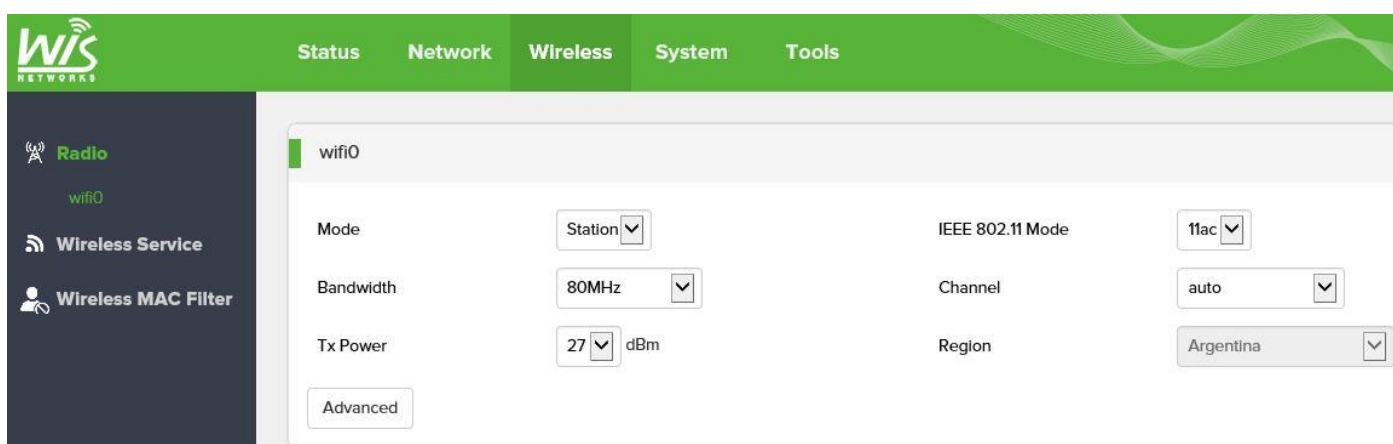 WiS
NETWORKS
Status Network Wireless System Tools
Radio
wifi0
Wireless Service
Wireless MAC Filter
wifi0
Mode Station IEEE 802.11 Mode 11ac
Bandwidth 80MHz Channel auto
Tx Power 27 dBm Region Argentina
Advanced